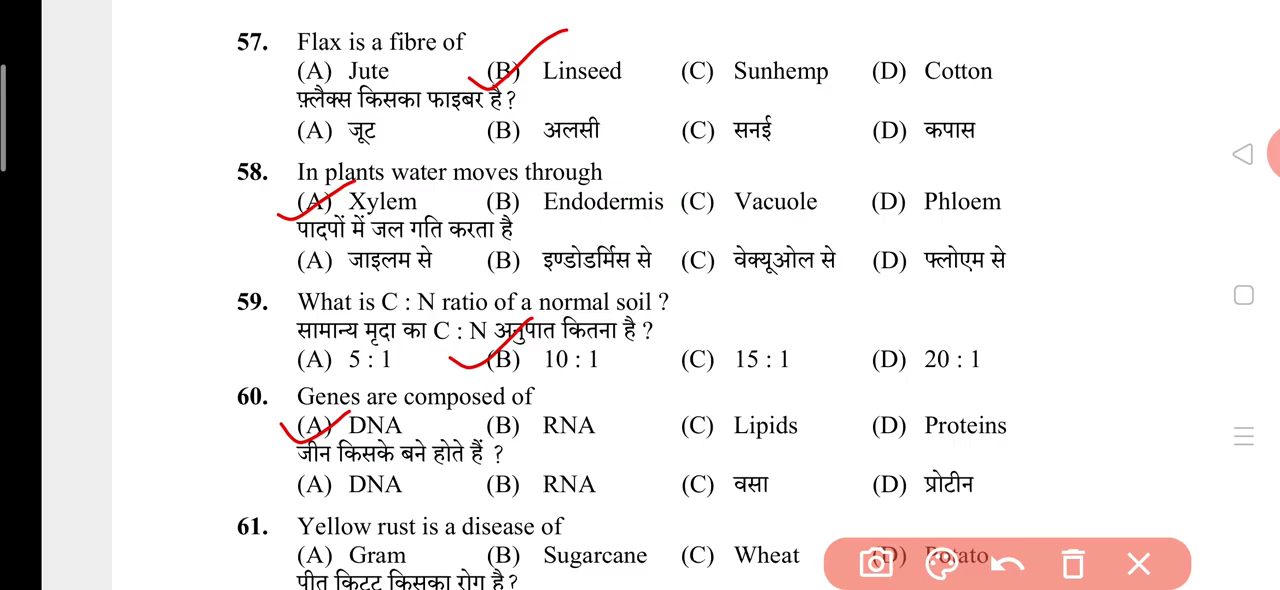 57. Flax is a fibre of
(A) Jute (B) Linseed (C) Sunhemp (D) Cotton
फ़्लैक्स किसका फाइबर है ?
(A) जूट (B) अलसी (C) सनई (D) कपास
58. In plants water moves through
(A) Xylem (B) Endodermis (C) Vacuole (D) Phloem
पादपों में जल गति करता है
(A) जाइलम से (B) इण्डोडर्मिस से (C) वेक्यूओल से (D) फ्लोएम से
59. What is C : N ratio of a normal soil ?
सामान्य मृदा का C : N अनुपात कितना है ?
(A) 5 : 1 (B) 10 : 1 (C) 15 : 1 (D) 20 : 1
60. Genes are composed of
(A) DNA (B) RNA (C) Lipids (D) Proteins
जीन किसके बने होते हैं ?
(A) DNA (B) RNA (C) वसा (D) प्रोटीन
61. Yellow rust is a disease of
(A) Gram (B) Sugarcane (C) Wheat (D) Potato
पीत किट्ट किसका रोग है ?